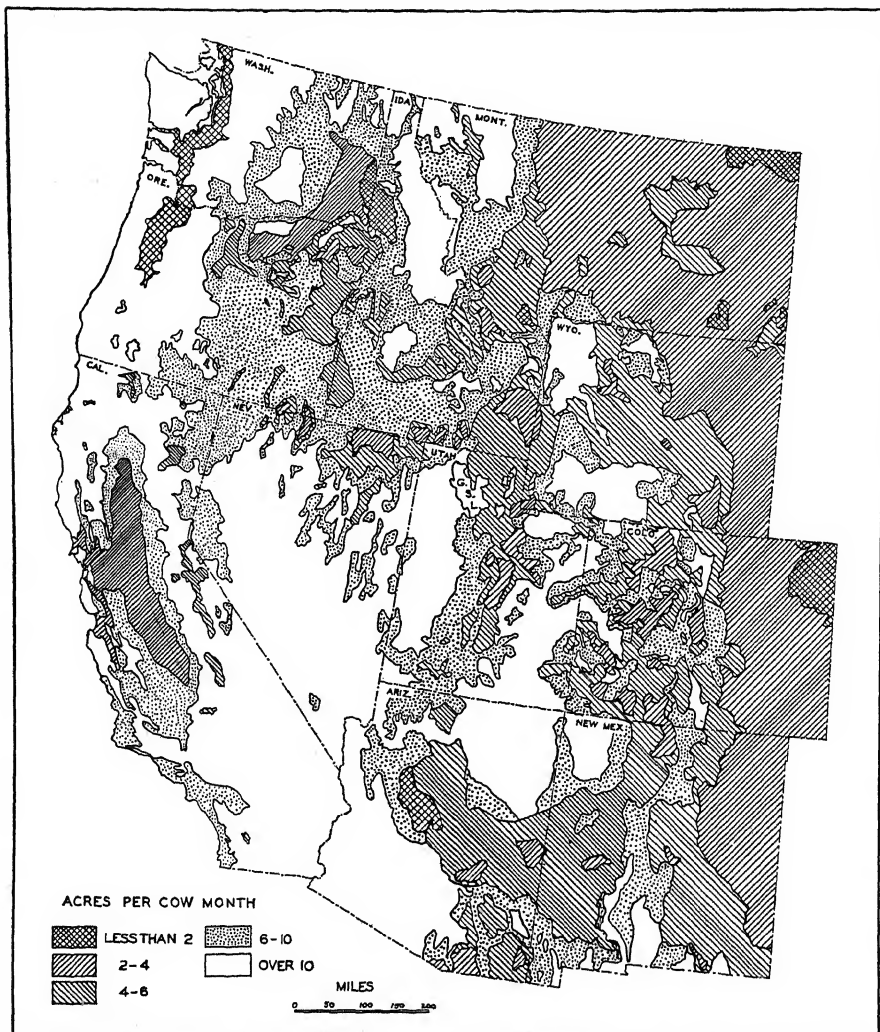 WASH.
IDA.
MONT.
ORE.
WYO.
CAL.
NEV.
UTAH
G.
S.
L.
COLO.
ARIZ.
NEW MEX.
ACRES PER COW MONTH
LESS THAN 2
6-10
2-4
OVER 10
4-6
MILES
0 50 100 150 200